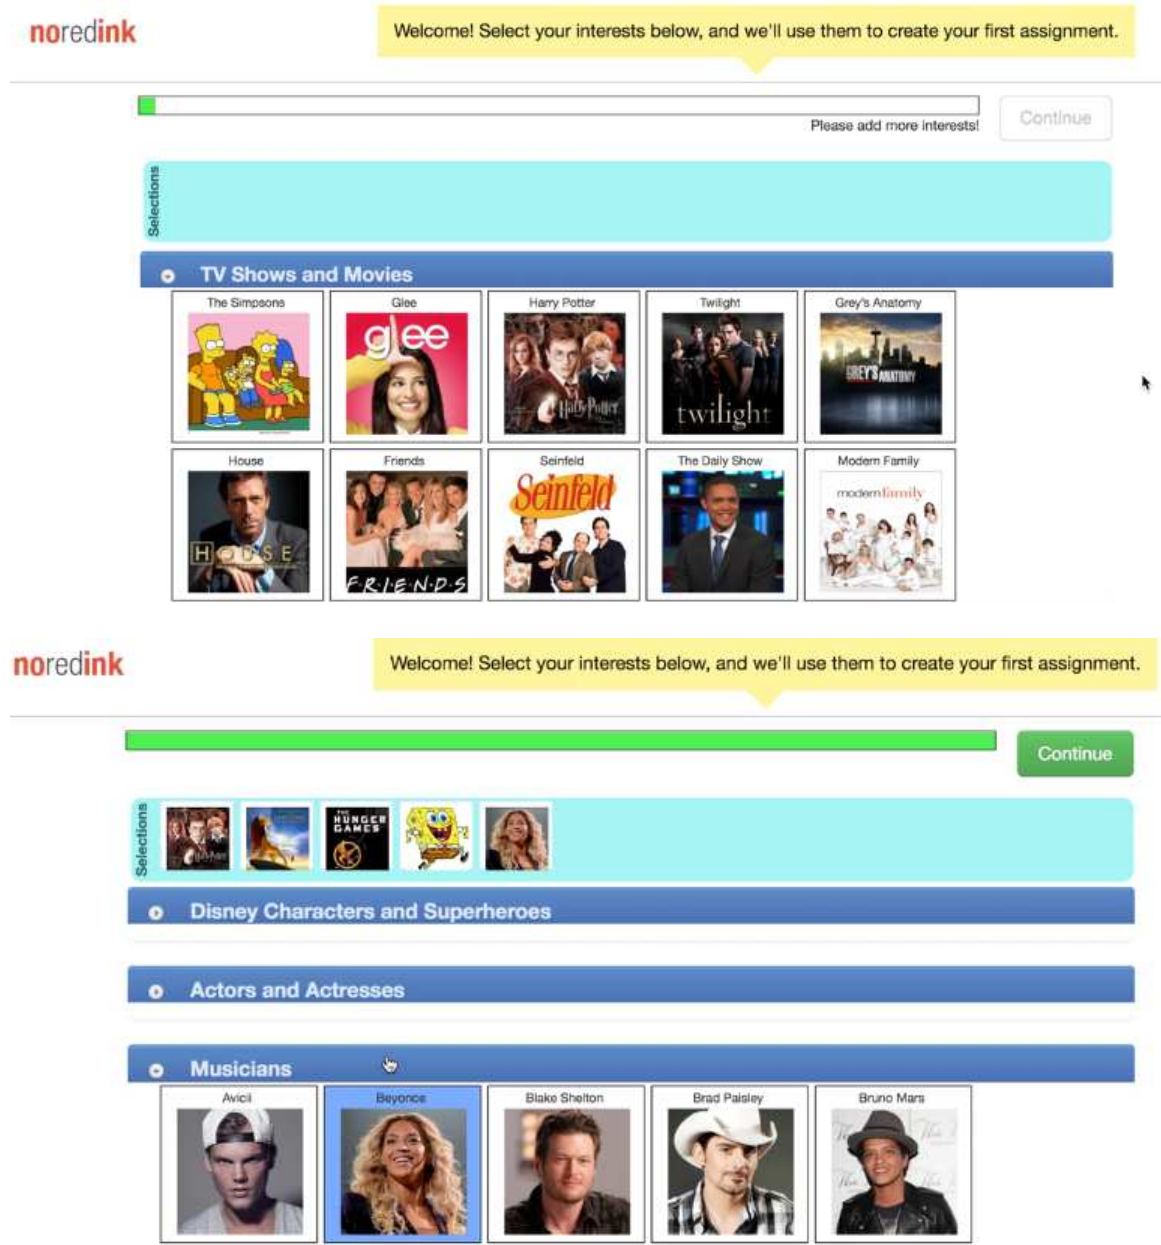 noredink
Welcome! Select your interests below, and we'll use them to create your first assignment.
Please add more interests!
Continue
Selections
TV Shows and Movies
The Simpsons
Glee
Harry Potter
Twilight
Grey's Anatomy
glee
Harry Potter
twilight
GREY'S ANATOMY
House
Friends
Seinfeld
The Daily Show
Modern Family
HOUSE
F·R·I·E·N·D·S
Seinfeld
modern family
noredink
Welcome! Select your interests below, and we'll use them to create your first assignment.
Continue
Selections
THE
HUNGER
GAMES
Disney Characters and Superheroes
Actors and Actresses
Musicians
Avicii
Beyonce
Blake Shelton
Brad Paisley
Bruno Mars